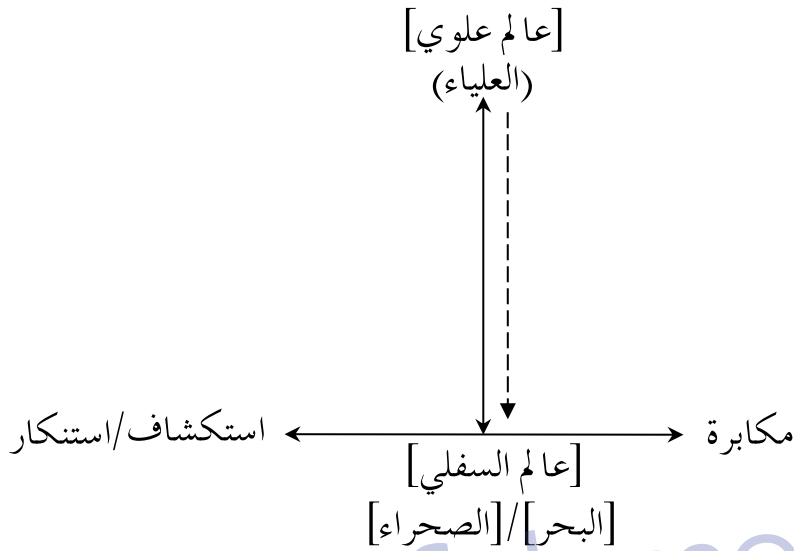 [عالم علوي]
(العلياء)
مكابرة
استكشاف/استنكار
[عالم السفلي]
[البحر]/[الصحراء]